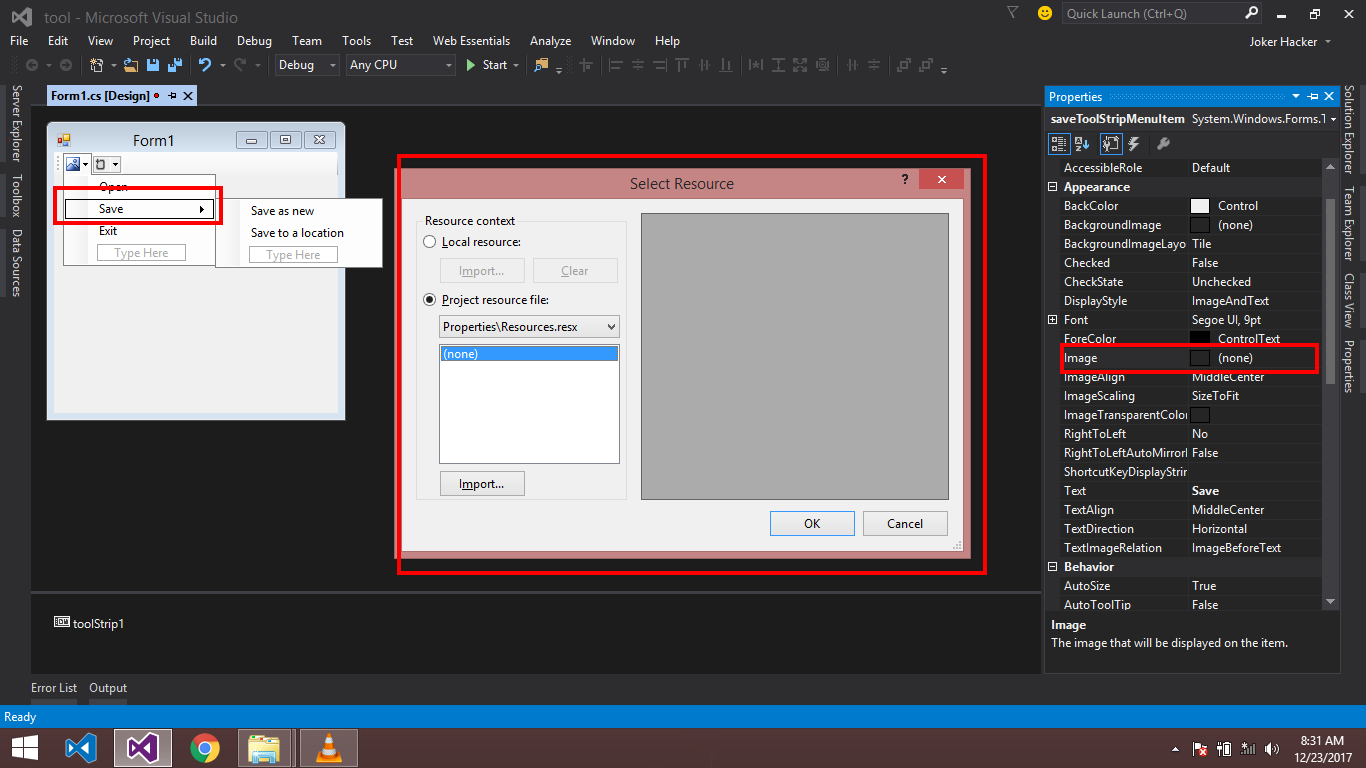 tool - Microsoft Visual Studio
Quick Launch (Ctrl+Q)
File Edit View Project Build Debug Team Tools Test Web Essentials Analyze Window Help
Joker Hacker
Debug Any CPU Start
Server Explorer
Toolbox
Data Sources
Form1.cs [Design]
Form1
Open
Save
Exit
Type Here
Save as new
Save to a location
Type Here
Select Resource
?
Resource context
Local resource:
Import... Clear
Project resource file:
Properties\Resources.resx
(none)
Import...
OK Cancel
toolStrip1
Properties
saveToolStripMenuItem System.Windows.Forms.T
AccessibleRole Default
Appearance
BackColor Control
BackgroundImage (none)
BackgroundImageLayo Tile
Checked False
CheckState Unchecked
DisplayStyle ImageAndText
Font Segoe UI, 9pt
ForeColor ControlText
Image (none)
ImageAlign MiddleCenter
ImageScaling SizeToFit
ImageTransparentColor
RightToLeft No
RightToLeftAutoMirrorI False
ShortcutKeyDisplayStrin
Text Save
TextAlign MiddleCenter
TextDirection Horizontal
TextImageRelation ImageBeforeText
Behavior
AutoSize True
AutoToolTip False
Image
The image that will be displayed on the item.
Solution Explorer
Team Explorer
Class View
Properties
Error List Output
Ready
8:31 AM
12/23/2017